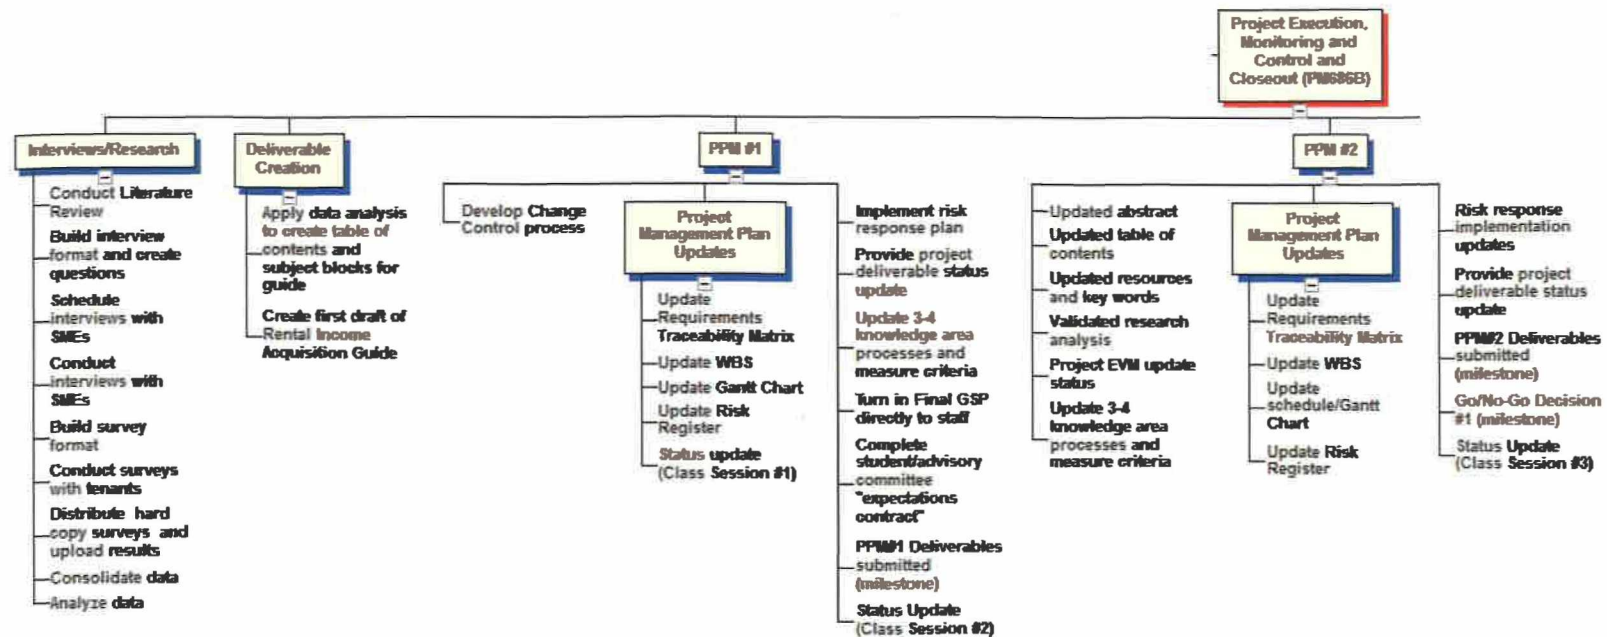 Project Execution,
Monitoring and
Control and
Closeout (PM686B)
Interviews/Research
Conduct Literature
Review
Build interview
format and create
questions
Schedule
interviews with
SMEs
Conduct
interviews with
SMEs
Build survey
format
Conduct surveys
with tenants
Distribute hard
copy surveys and
upload results
Consolidate data
Analyze data
Deliverable
Creation
Apply data analysis
to create table of
contents and
subject blocks for
guide
Create first draft of
Rental Income
Acquisition Guide
PPM #1
Develop Change
Control process
Project
Management Plan
Updates
Update
Requirements
Traceability Matrix
Update WBS
Update Gantt Chart
Update Risk
Register
Status update
(Class Session #1)
Implement risk
response plan
Provide project
deliverable status
update
Update 3-4
knowledge area
processes and
measure criteria
Turn in Final GSP
directly to staff
Complete
student/advisory
committee
"expectations
contract"
PPM#1 Deliverables
submitted
(milestone)
Status Update
(Class Session #2)
PPM #2
Updated abstract
Updated table of
contents
Updated resources
and key words
Validated research
analysis
Project EVM update
status
Update 3-4
knowledge area
processes and
measure criteria
Project
Management Plan
Updates
Update
Requirements
Traceability Matrix
Update WBS
Update
schedule/Gantt
Chart
Update Risk
Register
Risk response
implementation
updates
Provide project
deliverable status
update
PPM#2 Deliverables
submitted
(milestone)
Go/No-Go Decision
#1 (milestone)
Status Update
(Class Session #3)